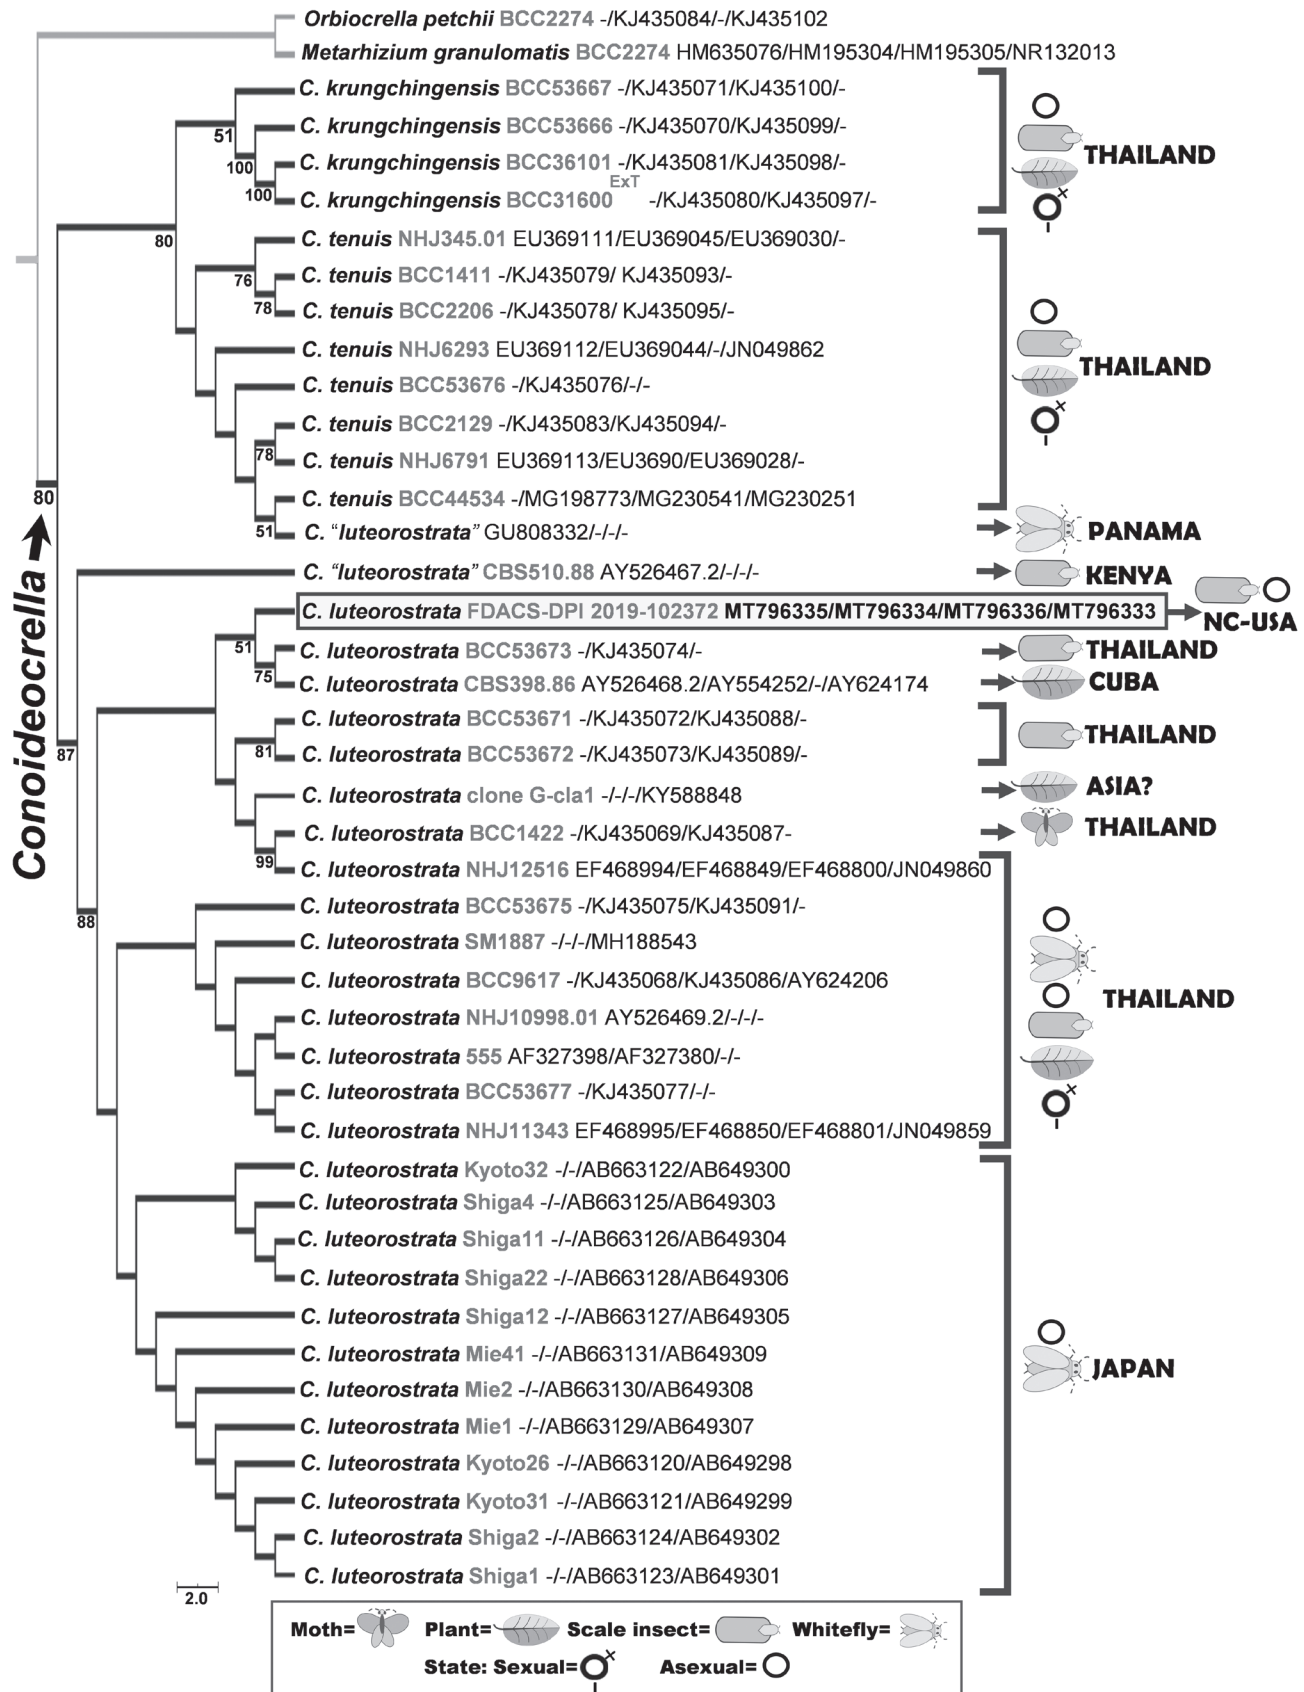 Orbiocrella petchii BCC2274 -/KJ435084/-/KJ435102
Metarhizium granulomatis BCC2274 HM635076/HM195304/HM195305/NR132013
C. krungchingensis BCC53667 -/KJ435071/KJ435100/-
51
C. krungchingensis BCC53666 -/KJ435070/KJ435099/-
THAILAND
C. krungchingensis BCC36101 -/KJ435081/KJ435098/-
100
ExT
C. krungchingensis BCC31600 -/KJ435080/KJ435097/-
100
C. tenuis NHJ345.01 EU369111/EU369045/EU369030/-
80
C. tenuis BCC1411 -/KJ435079/ KJ435093/-
76
C. tenuis BCC2206 -/KJ435078/ KJ435095/-
78
C. tenuis NHJ6293 EU369112/EU369044/-/JN049862
THAILAND
C. tenuis BCC53676 -/KJ435076/-/-
C. tenuis BCC2129 -/KJ435083/KJ435094/-
78
C. tenuis NHJ6791 EU369113/EU3690/EU369028/-
C. tenuis BCC44534 -/MG198773/MG230541/MG230251
80
51
C. “luteorostrata” GU808332/-/-/-
PANAMA
Conoideocrella
C. “luteorostrata” CBS510.88 AY526467.2/-/-/-
KENYA
C. luteorostrata FDACS-DPI 2019-102372 MT796335/MT796334/MT796336/MT796333
NC-USA
51
C. luteorostrata BCC53673 -/KJ435074/-
THAILAND
75
C. luteorostrata CBS398.86 AY526468.2/AY554252/-/AY624174
CUBA
C. luteorostrata BCC53671 -/KJ435072/KJ435088/-
THAILAND
81
87
C. luteorostrata BCC53672 -/KJ435073/KJ435089/-
C. luteorostrata clone G-cla1 -/-/-/KY588848
ASIA?
C. luteorostrata BCC1422 -/KJ435069/KJ435087-
THAILAND
99
C. luteorostrata NHJ12516 EF468994/EF468849/EF468800/JN049860
C. luteorostrata BCC53675 -/KJ435075/KJ435091/-
88
C. luteorostrata SM1887 -/-/-/MH188543
C. luteorostrata BCC9617 -/KJ435068/KJ435086/AY624206
THAILAND
C. luteorostrata NHJ10998.01 AY526469.2/-/-/-
C. luteorostrata 555 AF327398/AF327380/-/-
C. luteorostrata BCC53677 -/KJ435077/-/-
C. luteorostrata NHJ11343 EF468995/EF468850/EF468801/JN049859
C. luteorostrata Kyoto32 -/-/AB663122/AB649300
C. luteorostrata Shiga4 -/-/AB663125/AB649303
C. luteorostrata Shiga11 -/-/AB663126/AB649304
C. luteorostrata Shiga22 -/-/AB663128/AB649306
C. luteorostrata Shiga12 -/-/AB663127/AB649305
C. luteorostrata Mie41 -/-/AB663131/AB649309
JAPAN
C. luteorostrata Mie2 -/-/AB663130/AB649308
C. luteorostrata Mie1 -/-/AB663129/AB649307
C. luteorostrata Kyoto26 -/-/AB663120/AB649298
C. luteorostrata Kyoto31 -/-/AB663121/AB649299
C. luteorostrata Shiga2 -/-/AB663124/AB649302
C. luteorostrata Shiga1 -/-/AB663123/AB649301
2.0
Moth= Plant= Scale insect= Whitefly=
State: Sexual= Asexual=